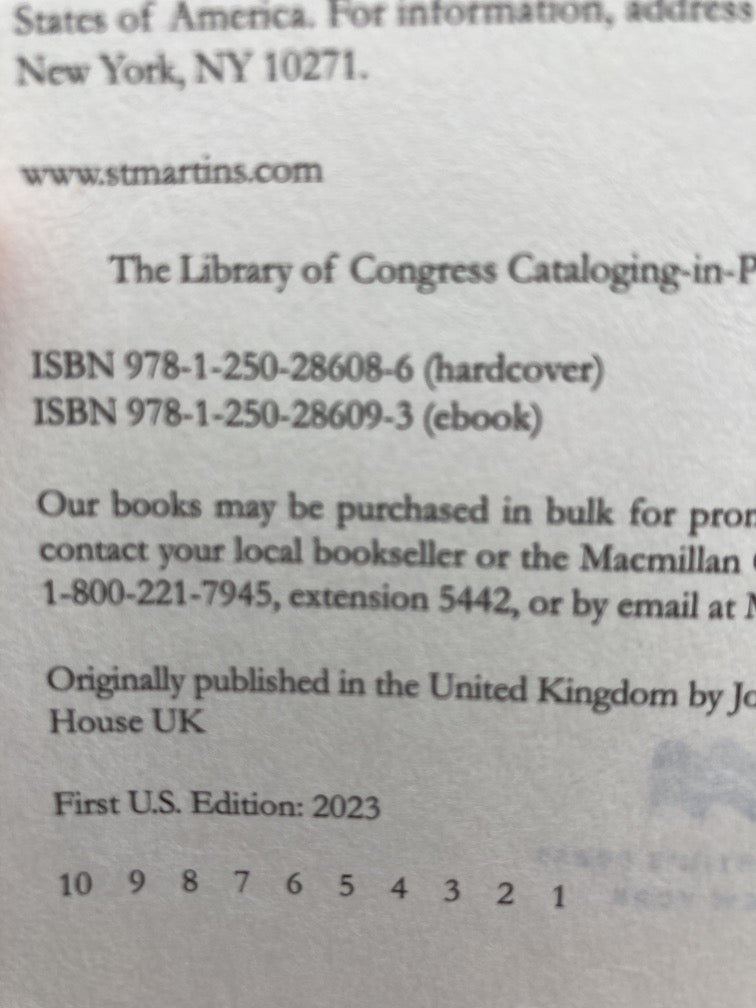 States of America. For information, address
New York, NY 10271.
www.stmartins.com
The Library of Congress Cataloging-in-P
ISBN 978-1-250-28608-6 (hardcover)
ISBN 978-1-250-28609-3 (ebook)
Our books may be purchased in bulk for pror
contact your local bookseller or the Macmillan
1-800-221-7945, extension 5442, or by email at
Originally published in the United Kingdom by Jo
House UK
First U.S. Edition: 2023
10 9 8 7 6 5 4 3 2 1